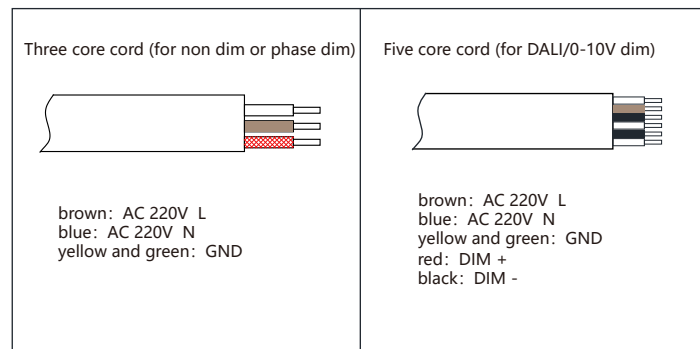 Three core cord (for non dim or phase dim)
brown: AC 220V L
blue: AC 220V N
yellow and green: GND
Five core cord (for DALI/0-10V dim)
brown: AC 220V L
blue: AC 220V N
yellow and green: GND
red: DIM +
black: DIM -